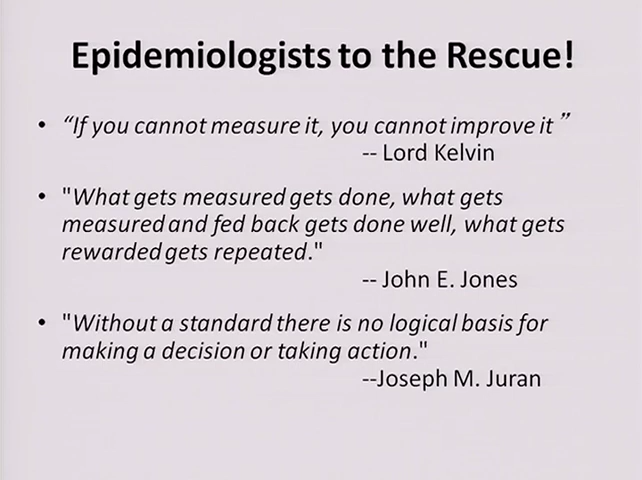 Epidemiologists to the Rescue!
• “If you cannot measure it, you cannot improve it ”
-- Lord Kelvin
• "What gets measured gets done, what gets
measured and fed back gets done well, what gets
rewarded gets repeated."
-- John E. Jones
• "Without a standard there is no logical basis for
making a decision or taking action."
--Joseph M. Juran